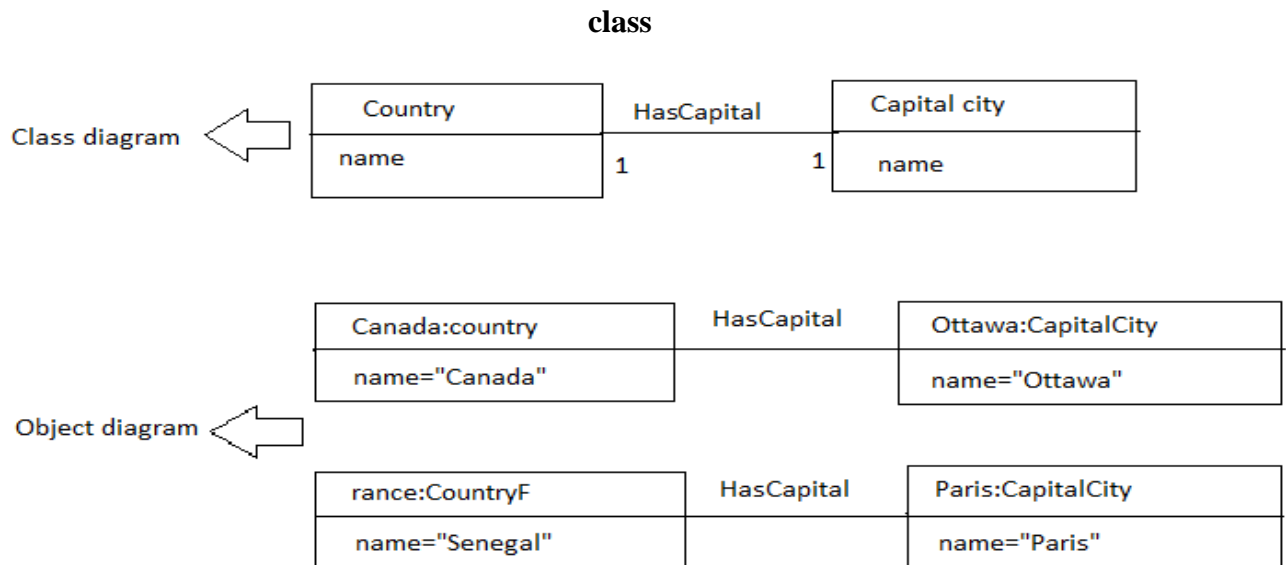 class
Country HasCapital Capital city
Class diagram
name 1 1 name
Canada:country HasCapital Ottawa:CapitalCity
name="Canada" name="Ottawa"
Object diagram
rance:CountryF HasCapital Paris:CapitalCity
name="Senegal" name="Paris"